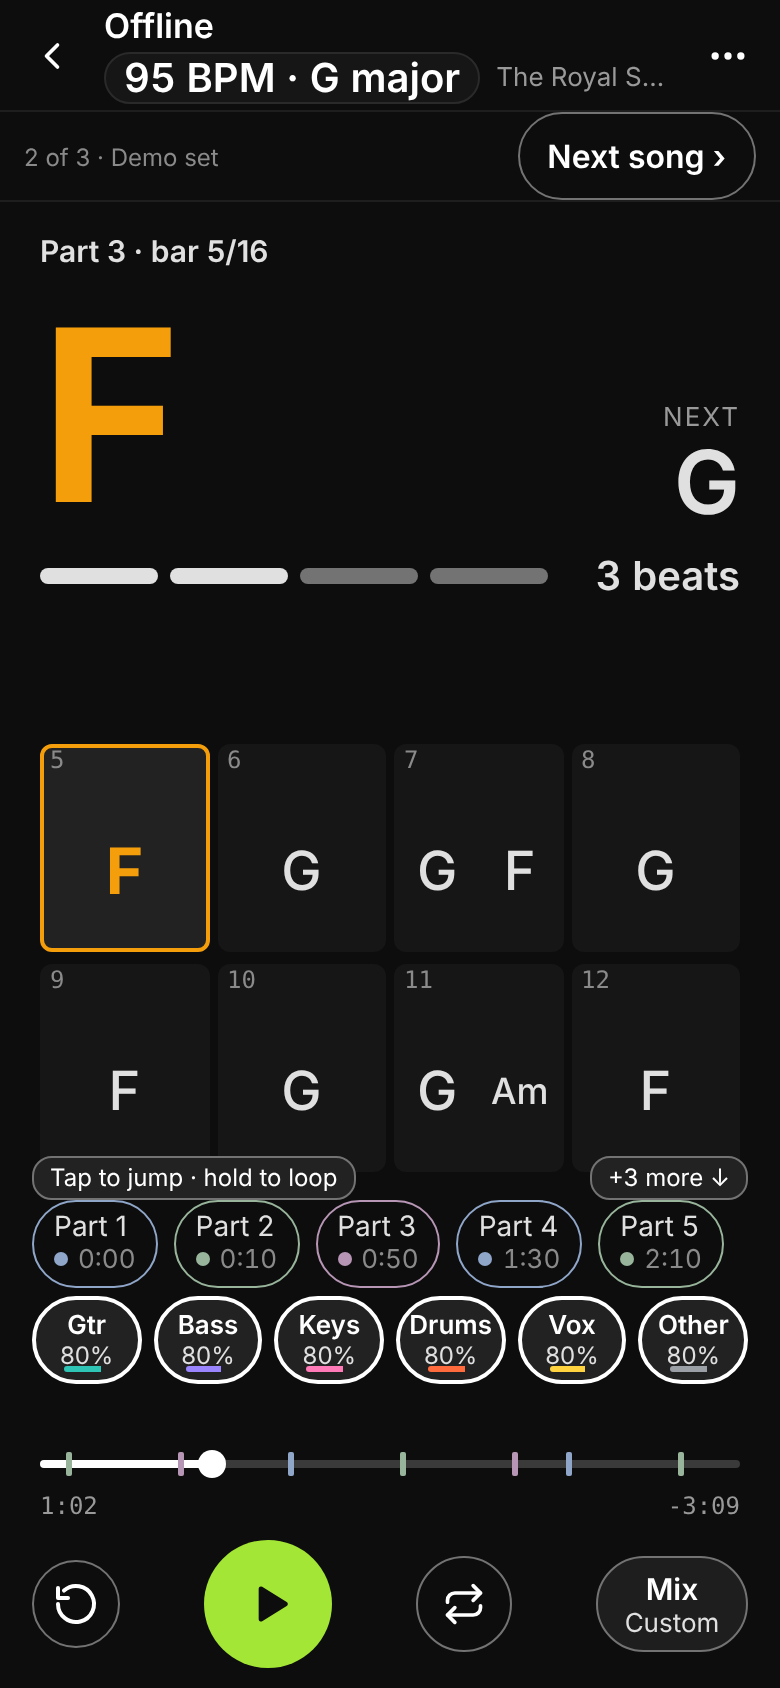 Offline
95 BPM · G major The Royal S...
2 of 3 · Demo set Next song ›
Part 3 · bar 5/16
F
NEXT
G
3 beats
5 6 7 8
F G G F G
9 10 11 12
F G G Am F
Tap to jump · hold to loop +3 more ↓
Part 1 Part 2 Part 3 Part 4 Part 5
0:00 0:10 0:50 1:30 2:10
Gtr Bass Keys Drums Vox Other
80% 80% 80% 80% 80% 80%
1:02 -3:09
Mix
Custom